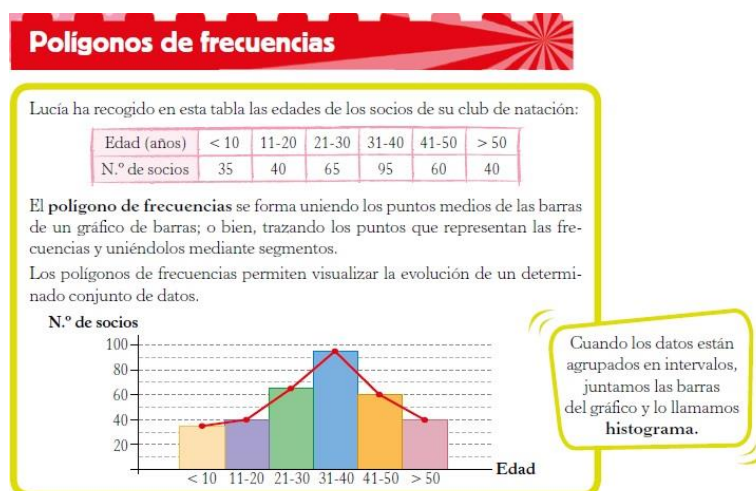 Polígonos de frecuencias
Lucía ha recogido en esta tabla las edades de los socios de su club de natación:
Edad (años) < 10 11-20 21-30 31-40 41-50 > 50
N.º de socios 35 40 65 95 60 40
El polígono de frecuencias se forma uniendo los puntos medios de las barras
de un gráfico de barras; o bien, trazando los puntos que representan las fre-
cuencias y uniéndolos mediante segmentos.
Los polígonos de frecuencias permiten visualizar la evolución de un determi-
nado conjunto de datos.
N.º de socios
100
80
60
40
20
< 10 11-20 21-30 31-40 41-50 > 50
Edad
Cuando los datos están
agrupados en intervalos,
juntamos las barras
del gráfico y lo llamamos
histograma.